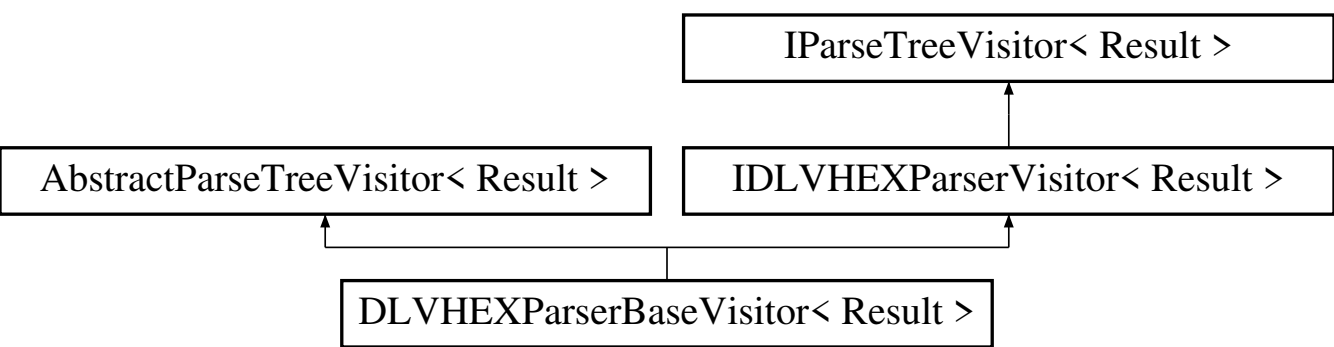 IParseTreeVisitor< Result >
AbstractParseTreeVisitor< Result >
IDLVHEXParserVisitor< Result >
DLVHEXParserBaseVisitor< Result >